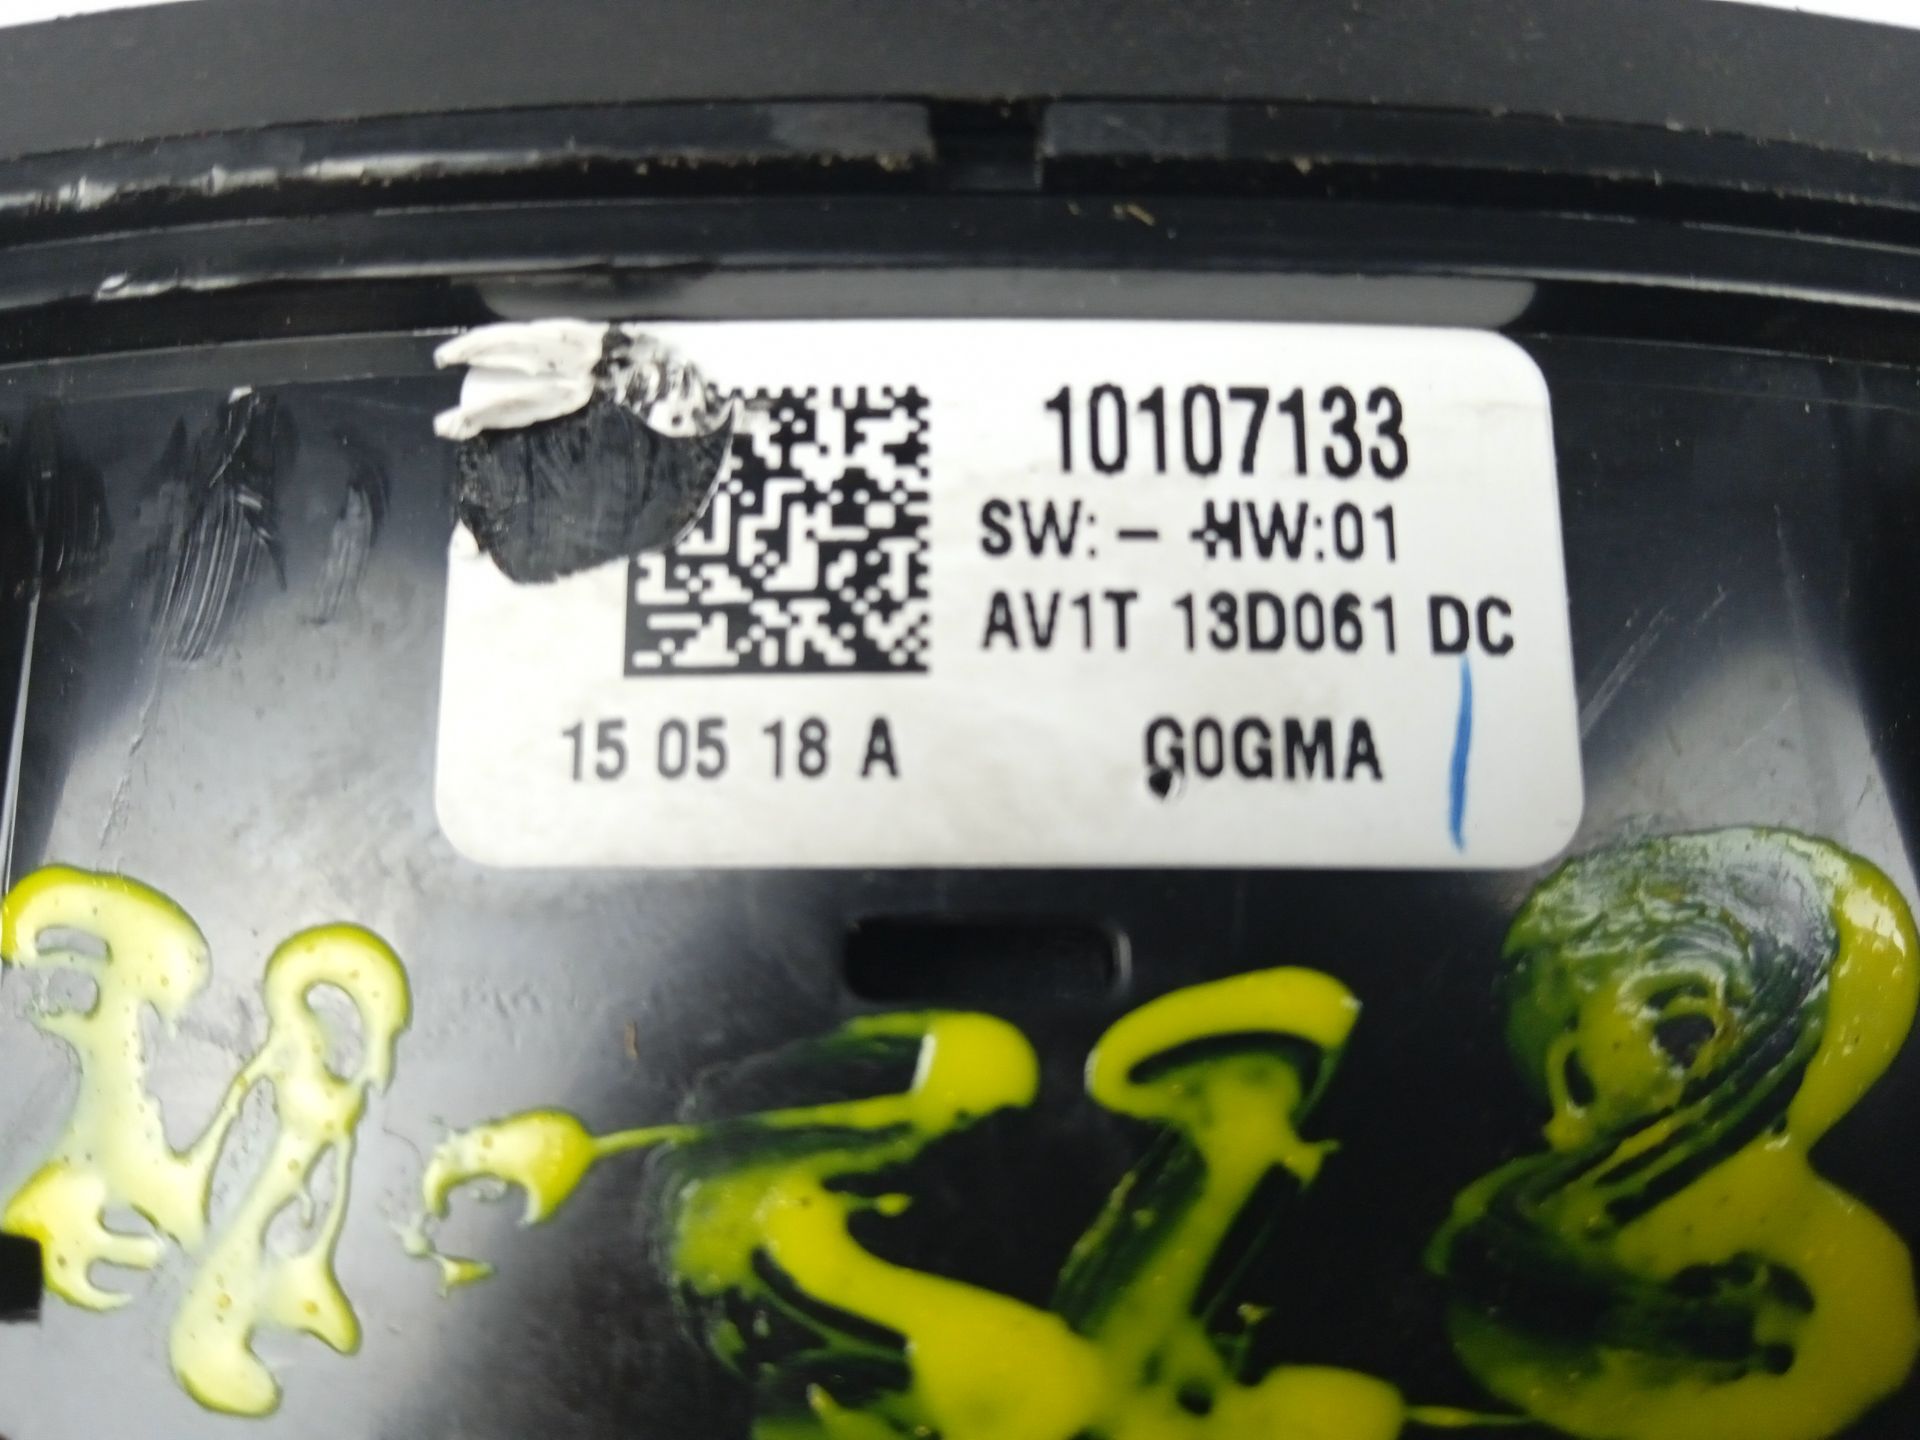 10107133
SW: - HW:01
AV1T 13D061 DC
15 05 18 A G0GMA